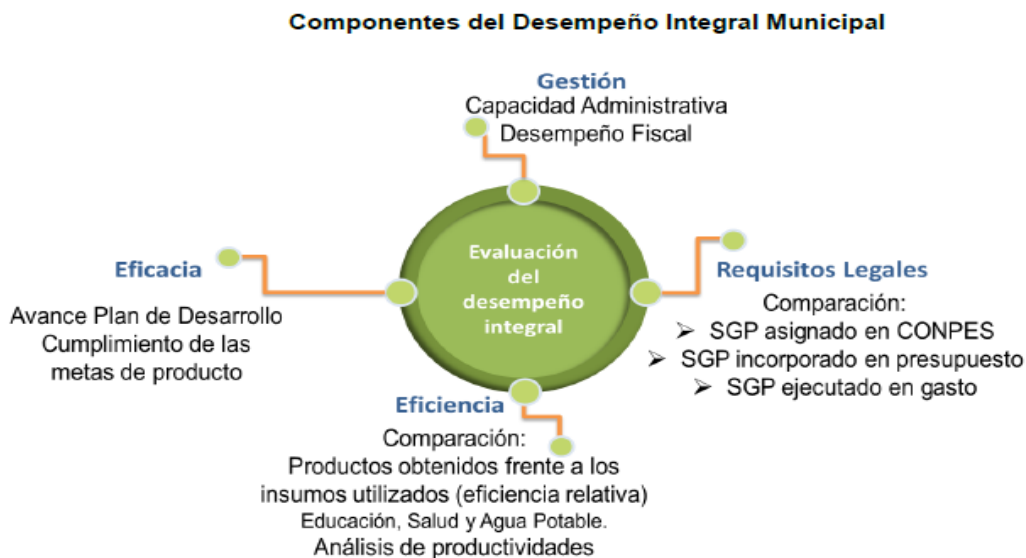 Componentes del Desempeño Integral Municipal
Gestión
Capacidad Administrativa
Desempeño Fiscal
Eficacia
Avance Plan de Desarrollo
Cumplimiento de las
metas de producto
Evaluación
del
desempeño
integral
Requisitos Legales
Comparación:
➢ SGP asignado en CONPES
➢ SGP incorporado en presupuesto
➢ SGP ejecutado en gasto
Eficiencia
Comparación:
Productos obtenidos frente a los
insumos utilizados (eficiencia relativa)
Educación, Salud y Agua Potable.
Análisis de productividades